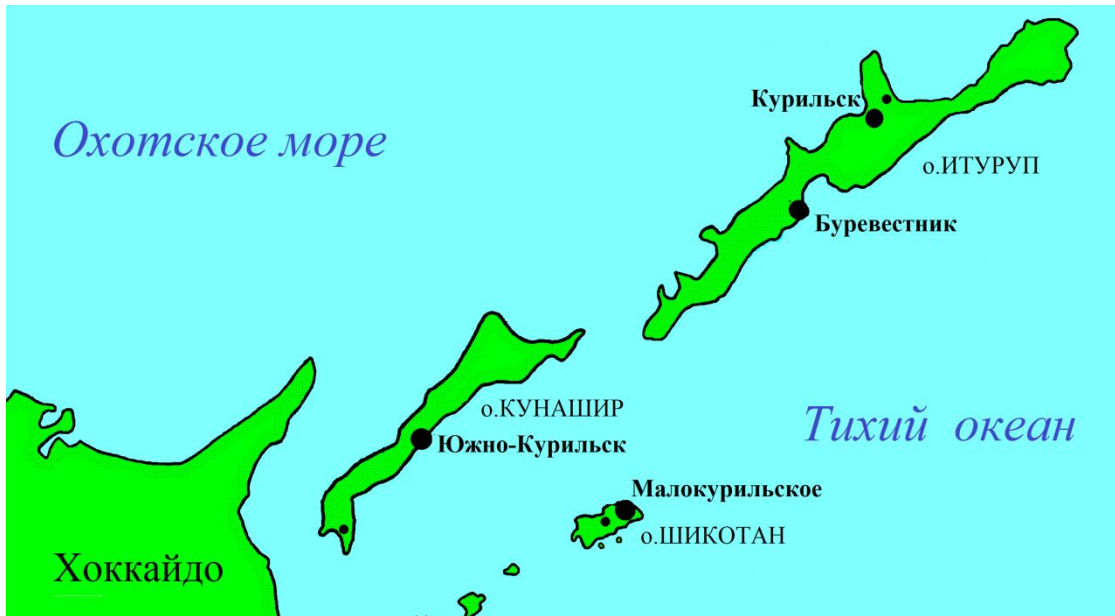 Курильск
Охотское море
о.ИТУРУП
Буревестник
о.КУНАШИР
Тихий океан
Южно-Курильск
Малокурильское
о.ШИКОТАН
Хоккайдо